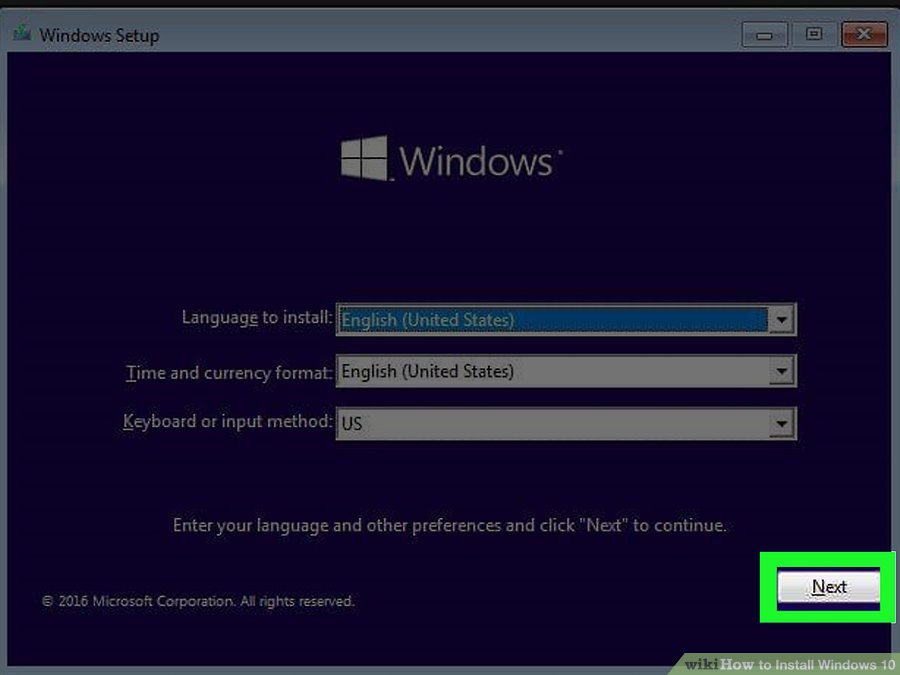 Windows Setup
Windows
Language to install: English (United States)
Time and currency format: English (United States)
Keyboard or input method: US
Enter your language and other preferences and click "Next" to continue.
Next
© 2016 Microsoft Corporation. All rights reserved.
wikiHow to Install Windows 10